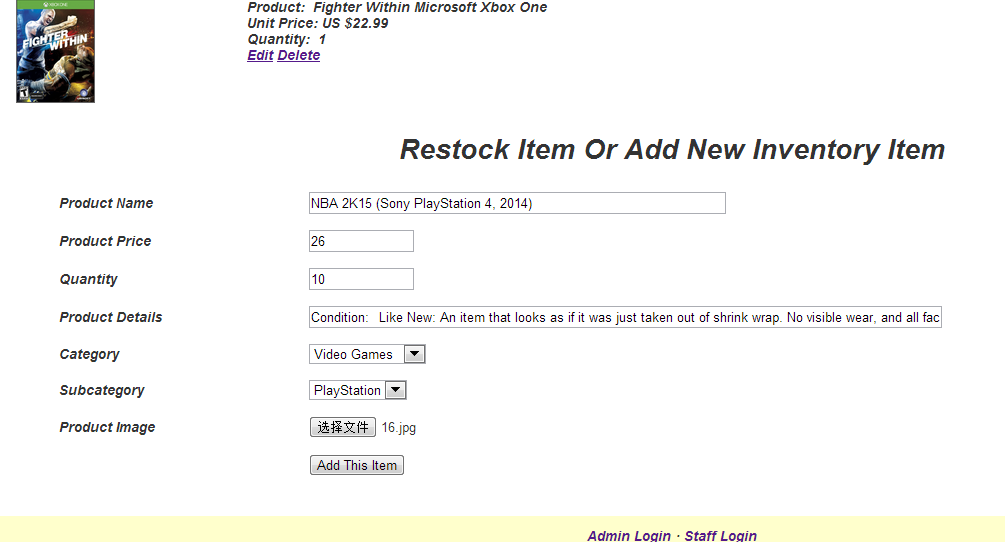 XBOX ONE
FIGHTER
WITHIN
Product: Fighter Within Microsoft Xbox One
Unit Price: US $22.99
Quantity: 1
Edit Delete
Restock Item Or Add New Inventory Item
Product Name NBA 2K15 (Sony PlayStation 4, 2014)
Product Price 26
Quantity 10
Product Details Condition: Like New: An item that looks as if it was just taken out of shrink wrap. No visible wear, and all fac
Category Video Games
Subcategory PlayStation
Product Image 选择文件 16.jpg
Add This Item
Admin Login · Staff Login